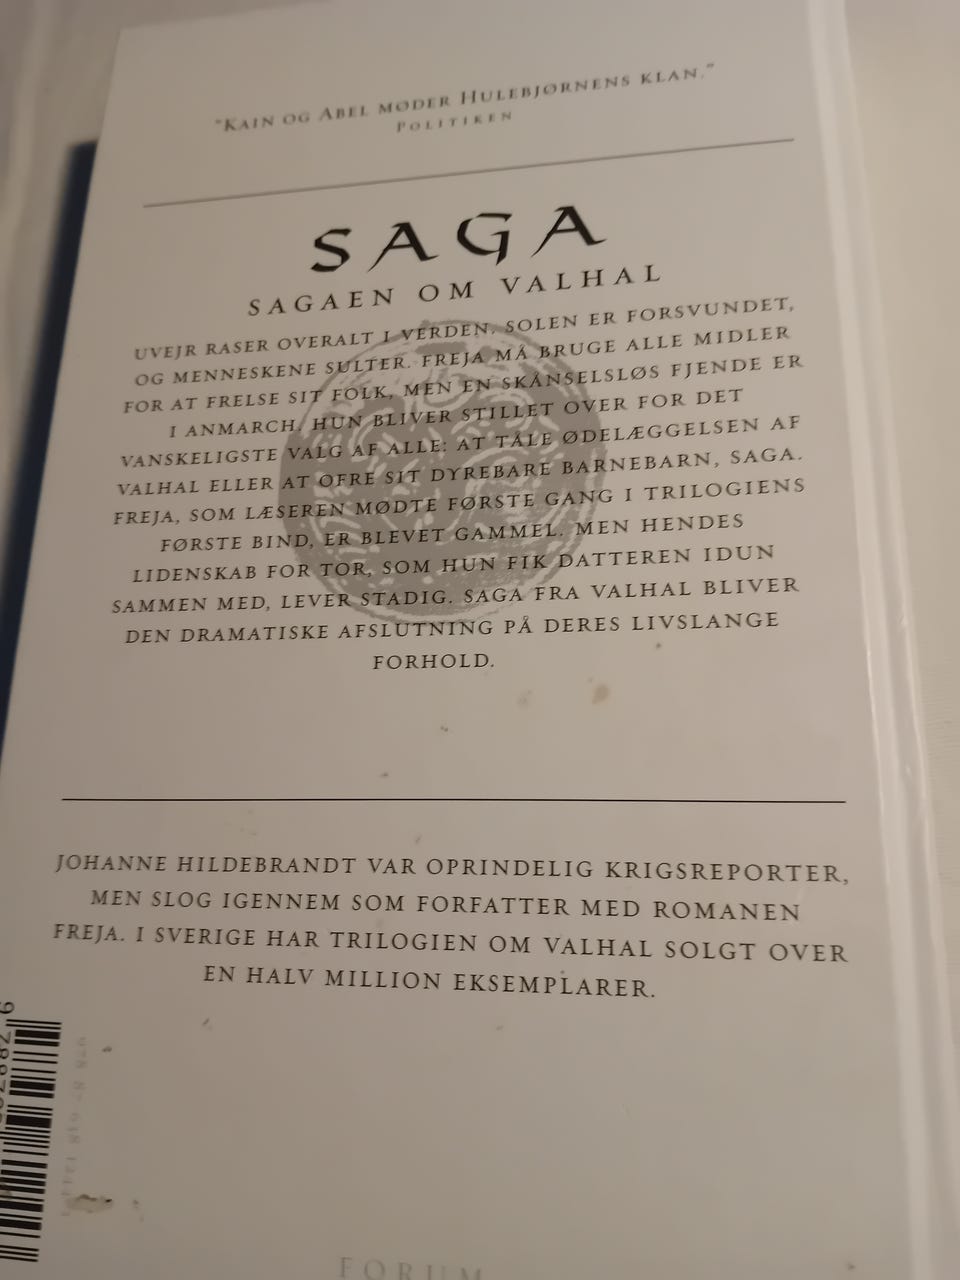 "Kain og Abel møder Hulebjørnens klan."
Politiken
SAGA
SAGAEN OM VALHAL
UVEJR RASER OVERALT I VERDEN. SOLEN ER FORSVUNDET,
OG MENNESKENE SULTER. FREJA MÅ BRUGE ALLE MIDLER
FOR AT FRELSE SIT FOLK, MEN EN SKÅNSELSLØS FJENDE ER
I ANMARCH. HUN BLIVER STILLET OVER FOR DET
VANSKELIGSTE VALG AF ALLE: AT TÅLE ØDELÆGGELSEN AF
VALHAL ELLER AT OFRE SIT DYREBARE BARNEBARN, SAGA.
FREJA, SOM LÆSEREN MØDTE FØRSTE GANG I TRILOGIENS
FØRSTE BIND, ER BLEVET GAMMEL. MEN HENDES
LIDENSKAB FOR TOR, SOM HUN FIK DATTEREN IDUN
SAMMEN MED, LEVER STADIG. SAGA FRA VALHAL BLIVER
DEN DRAMATISKE AFSLUTNING PÅ DERES LIVSLANGE
FORHOLD.
JOHANNE HILDEBRANDT VAR OPRINDELIG KRIGSREPORTER,
MEN SLOG IGENNEM SOM FORFATTER MED ROMANEN
FREJA. I SVERIGE HAR TRILOGIEN OM VALHAL SOLGT OVER
EN HALV MILLION EKSEMPLARER.
FORUM